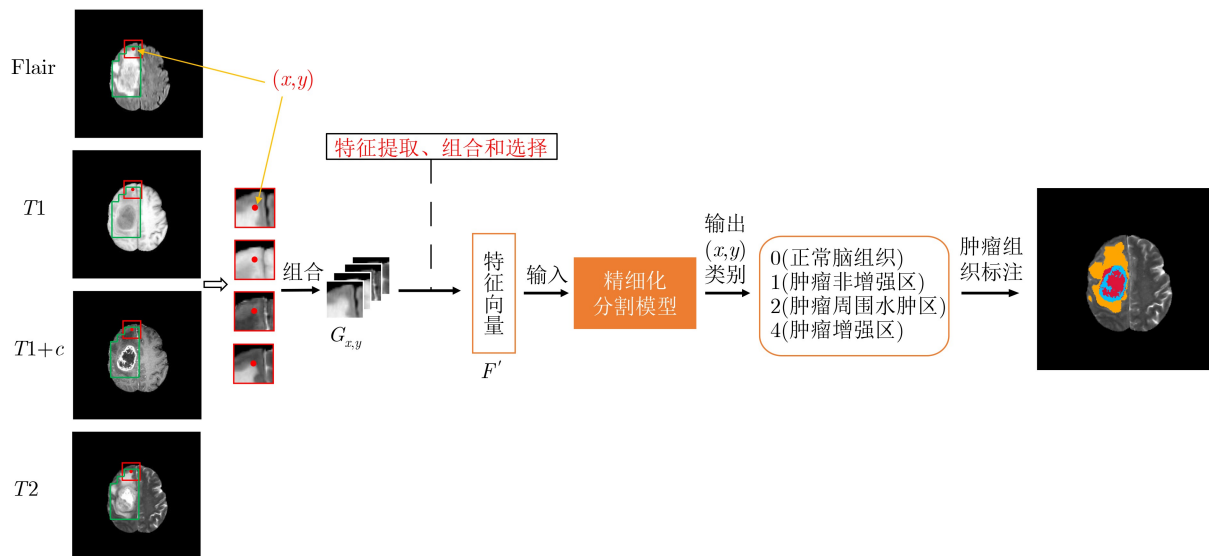 Flair
T1
T1+c
T2
(x,y)
组合
G_{x,y}
特征提取、组合和选择
特征向量
F′
输入
精细化
分割模型
输出
(x,y)
类别
0(正常脑组织)
1(肿瘤非增强区)
2(肿瘤周围水肿区)
4(肿瘤增强区)
肿瘤组
织标注